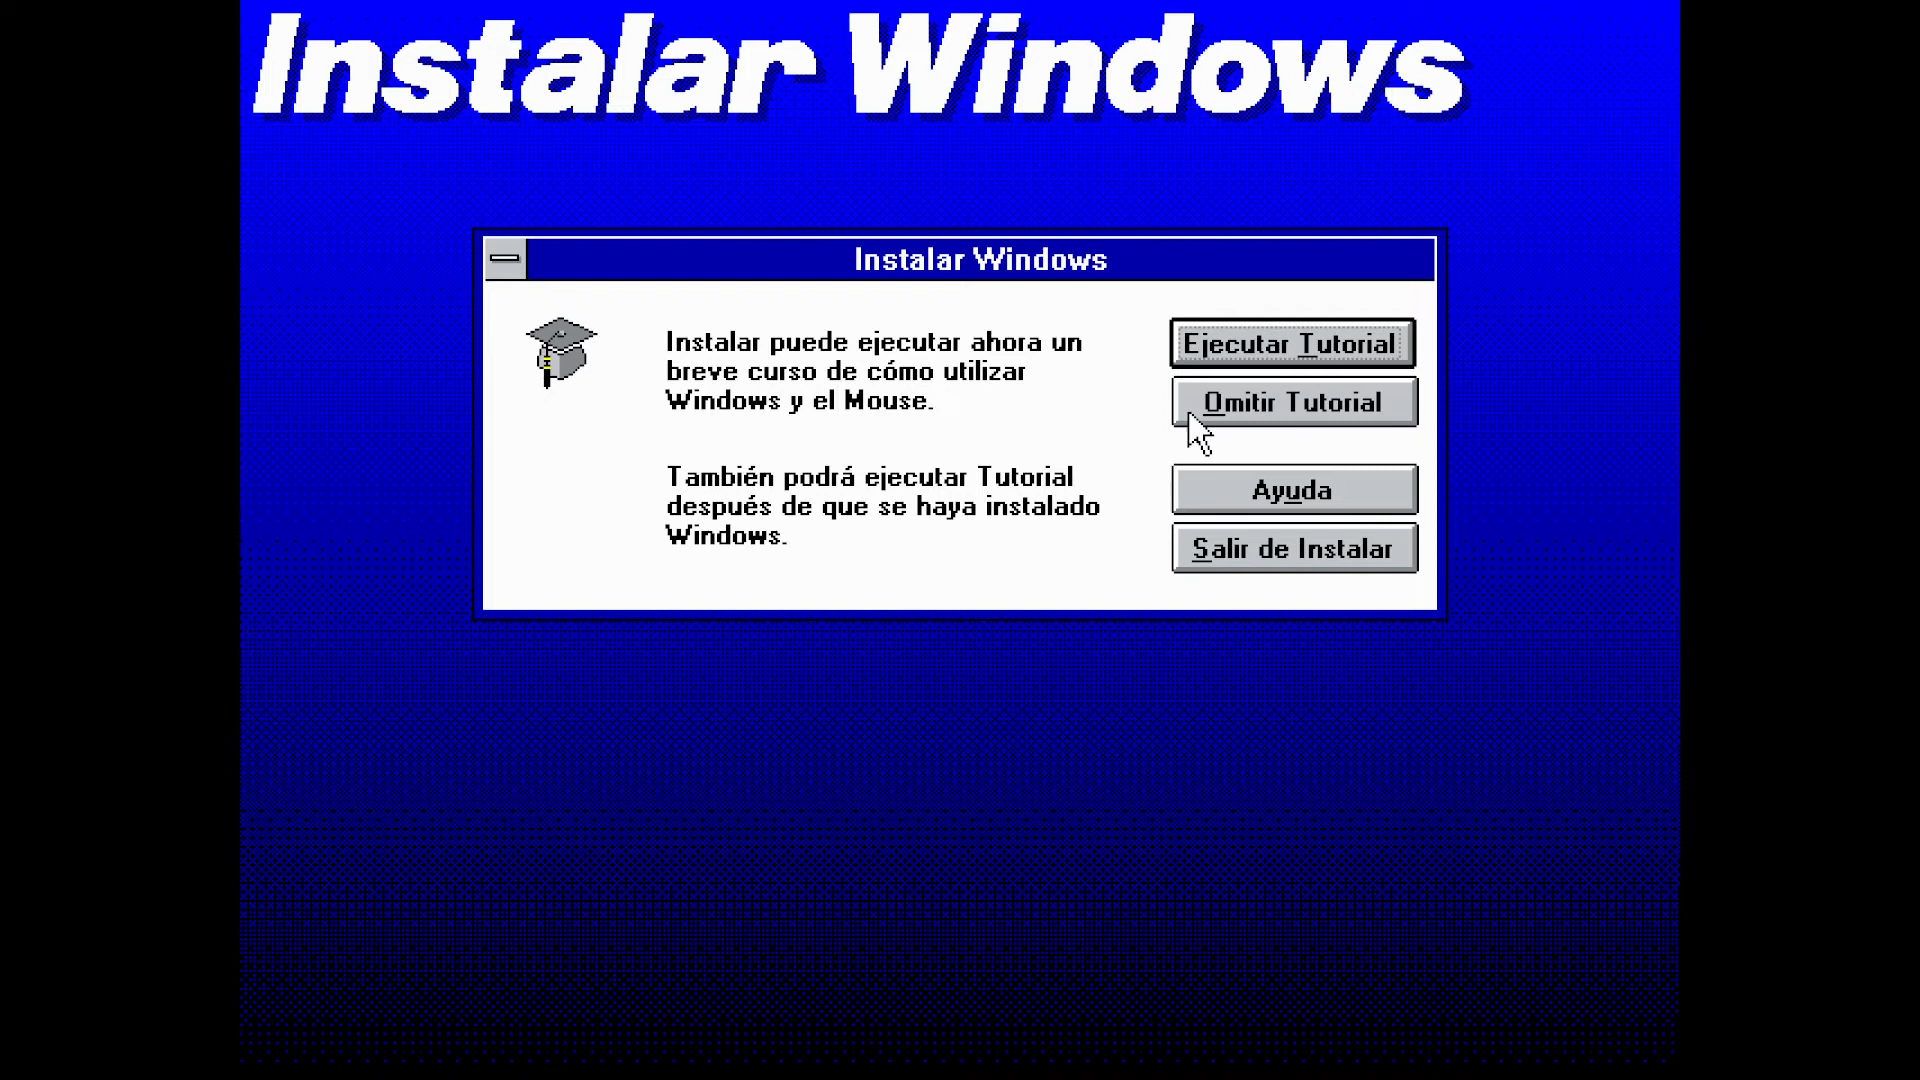 Instalar Windows
Instalar Windows
Instalar puede ejecutar ahora un
breve curso de cómo utilizar
Windows y el Mouse.
También podrá ejecutar Tutorial
después de que se haya instalado
Windows.
Ejecutar Tutorial
Omitir Tutorial
Ayuda
Salir de Instalar